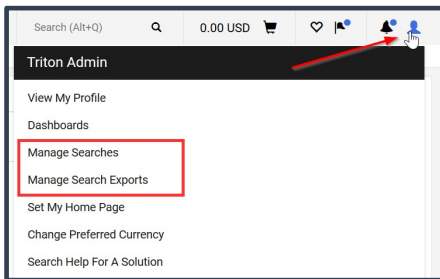 Search (Alt+Q) 0.00 USD
Triton Admin
View My Profile
Dashboards
Manage Searches
Manage Search Exports
Set My Home Page
Change Preferred Currency
Search Help For A Solution